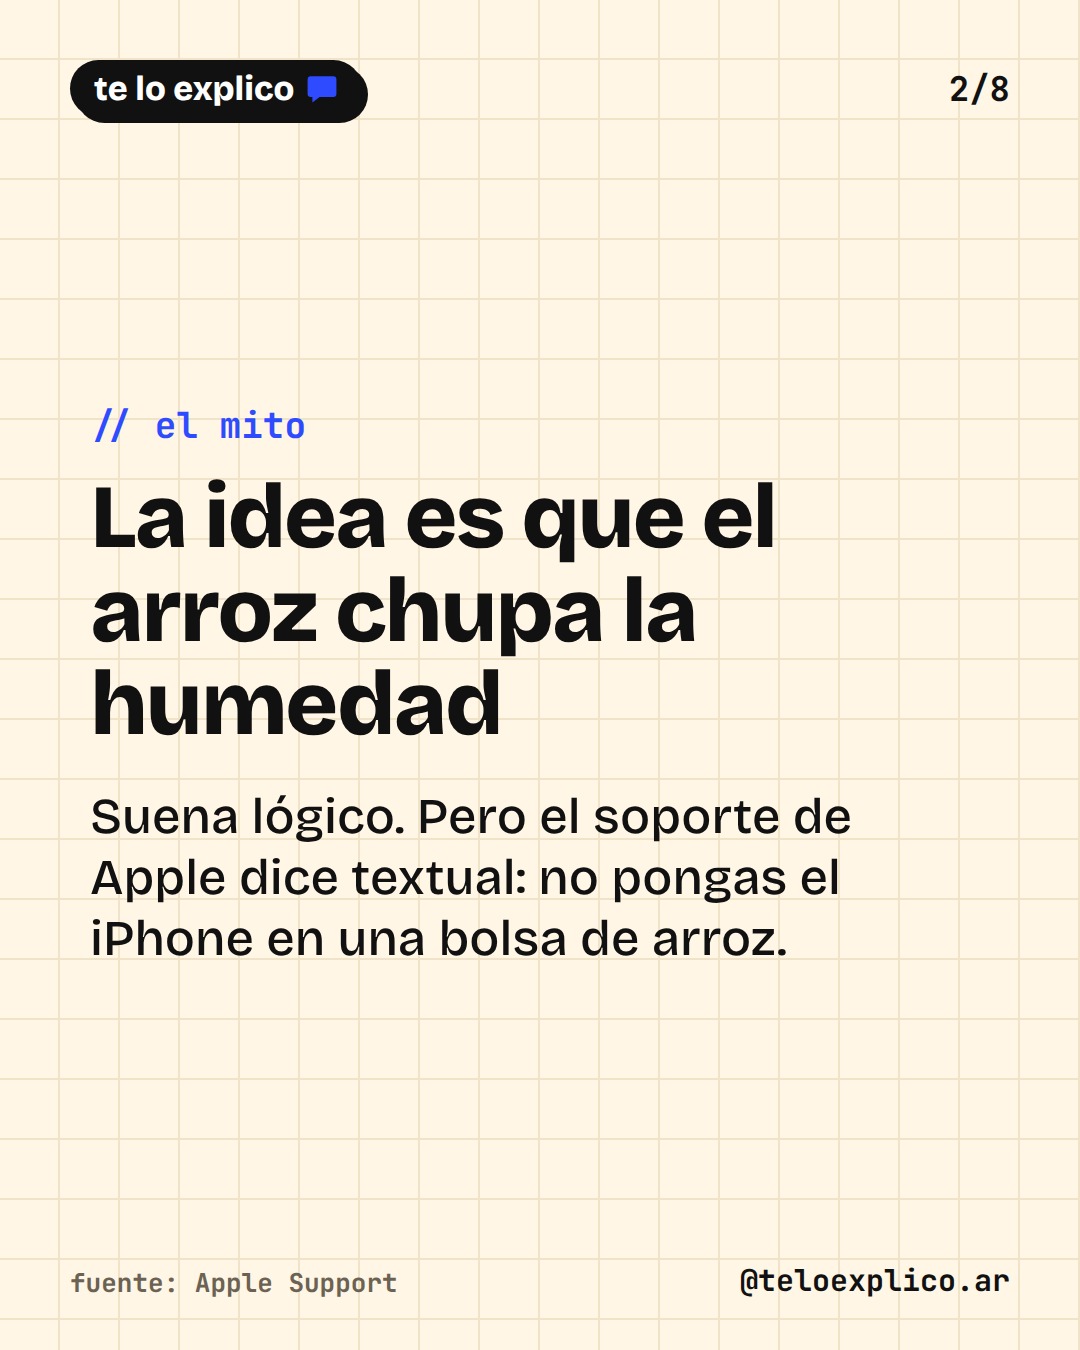 te lo explico
2/8
// el mito
La idea es que el
arroz chupa la
humedad
Suena lógico. Pero el soporte de
Apple dice textual: no pongas el
iPhone en una bolsa de arroz.
fuente: Apple Support
@teloexplico.ar